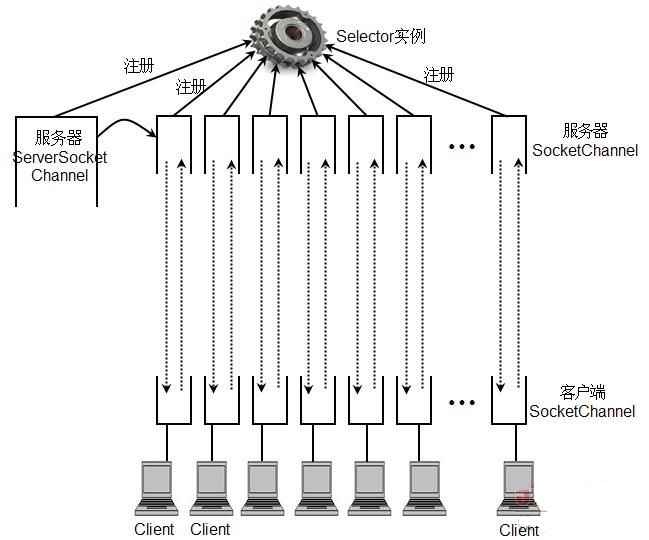 Selector实例
注册
注册
注册
服务器
ServerSocket
Channel
服务器
SocketChannel
客户端
SocketChannel
Client
Client
Client